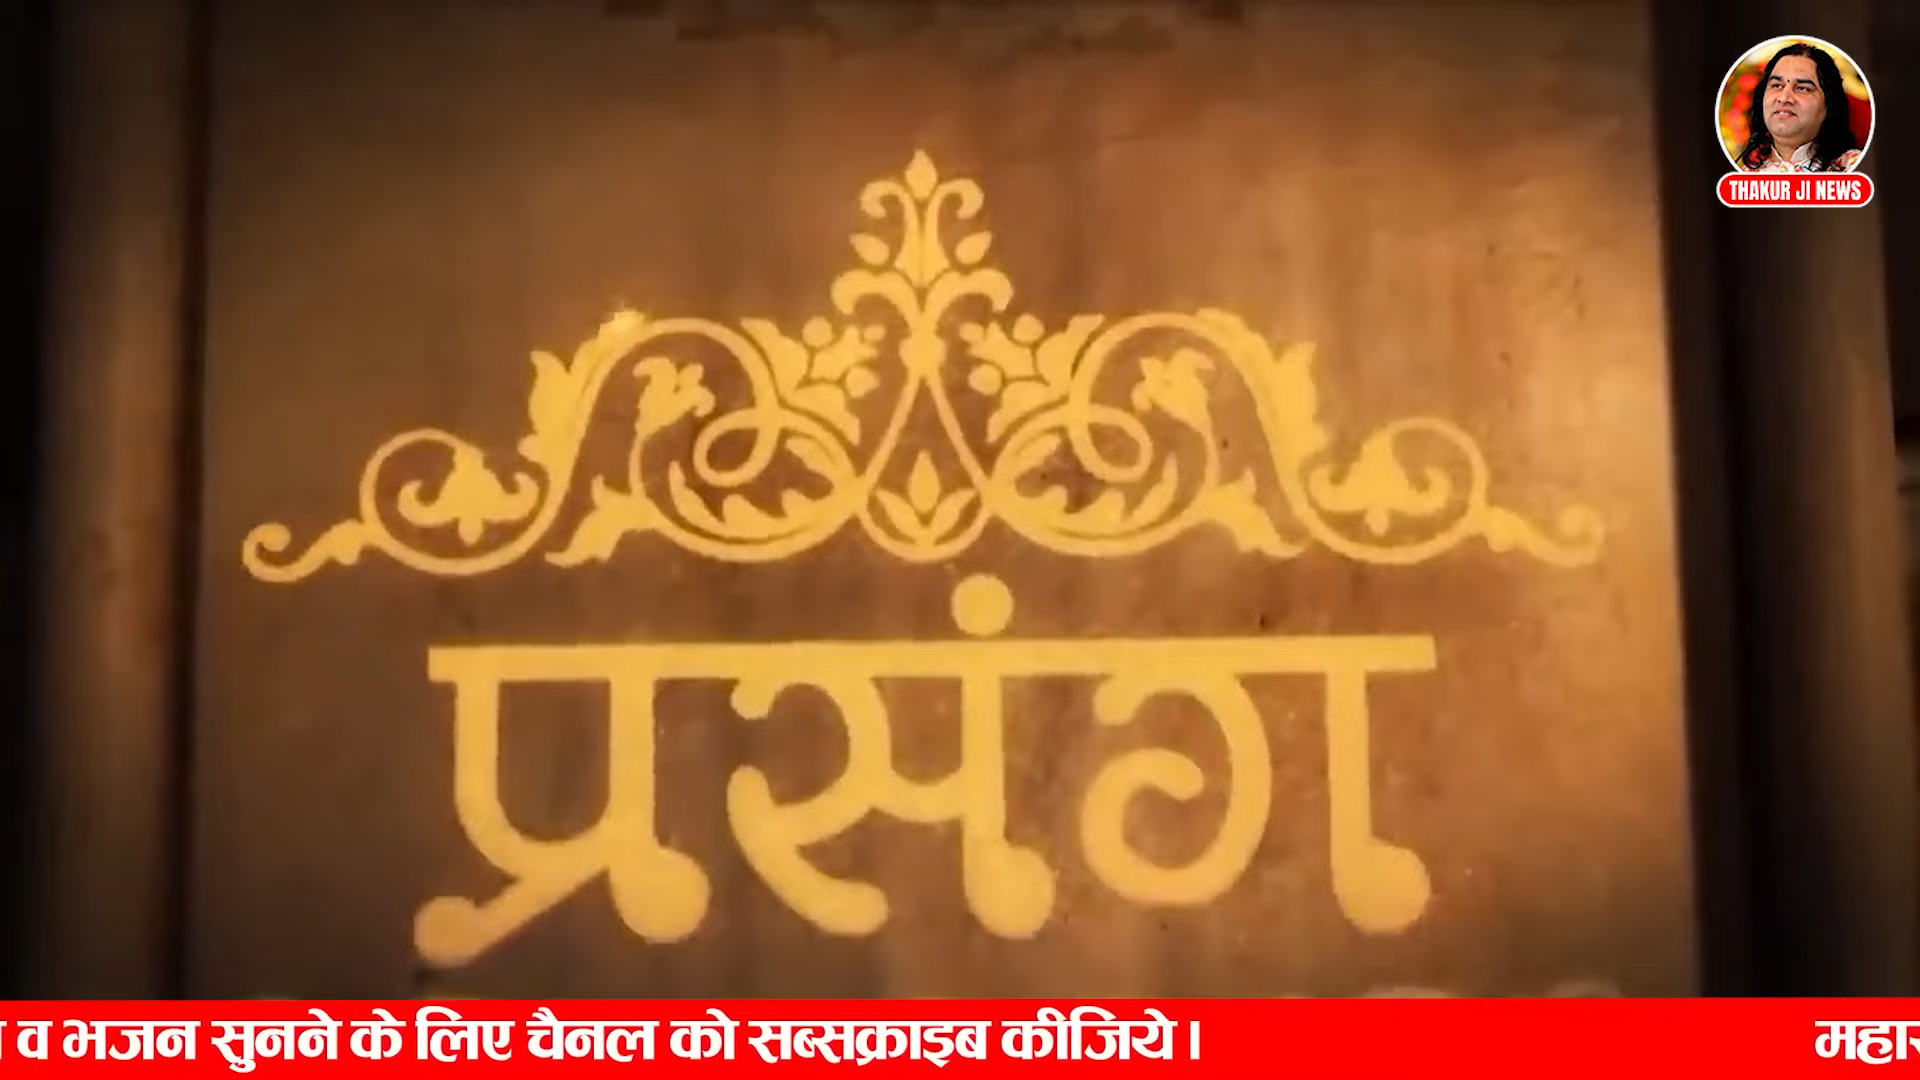 THAKUR JI NEWS
प्रसंग
व भजन सुनने के लिए चैनल को सब्सक्राइब कीजिये।